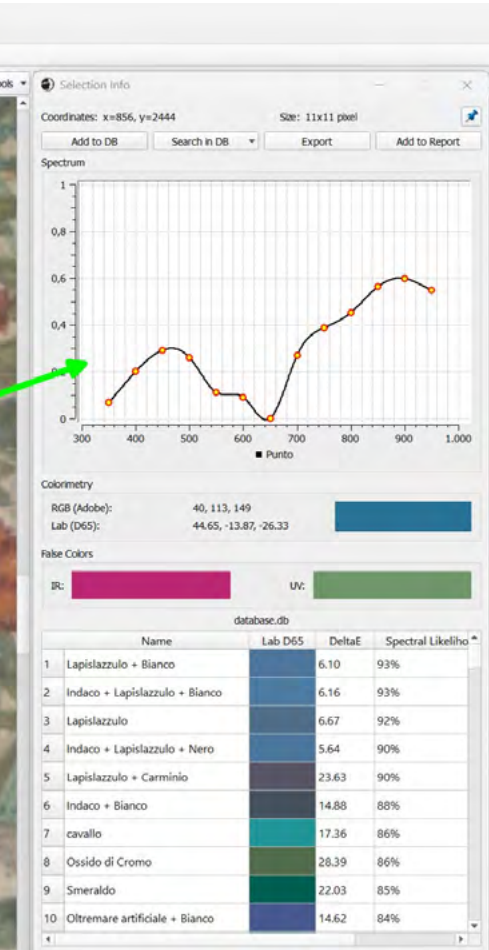 ools
Selection Info
Coordinates: x=856, y=2444 Size: 11x11 pixel
Add to DB Search in DB Export Add to Report
Spectrum
1
0,8
0,6
0,4
0
300 400 500 600 700 800 900 1.000
Punto
Colorimetry
RGB (Adobe): 40, 113, 149
Lab (D65): 44.65, -13.87, -26.33
False Colors
IR: UV:
database.db
Name Lab D65 DeltaE Spectral Likeliho
1 Lapislazzulo + Bianco 6.10 93%
2 Indaco + Lapislazzulo + Bianco 6.16 93%
3 Lapislazzulo 6.67 92%
4 Indaco + Lapislazzulo + Nero 5.64 90%
5 Lapislazzulo + Carminio 23.63 90%
6 Indaco + Bianco 14.88 88%
7 cavallo 17.36 86%
8 Ossido di Cromo 28.39 86%
9 Smeraldo 22.03 85%
10 Oltremare artificiale + Bianco 14.62 84%